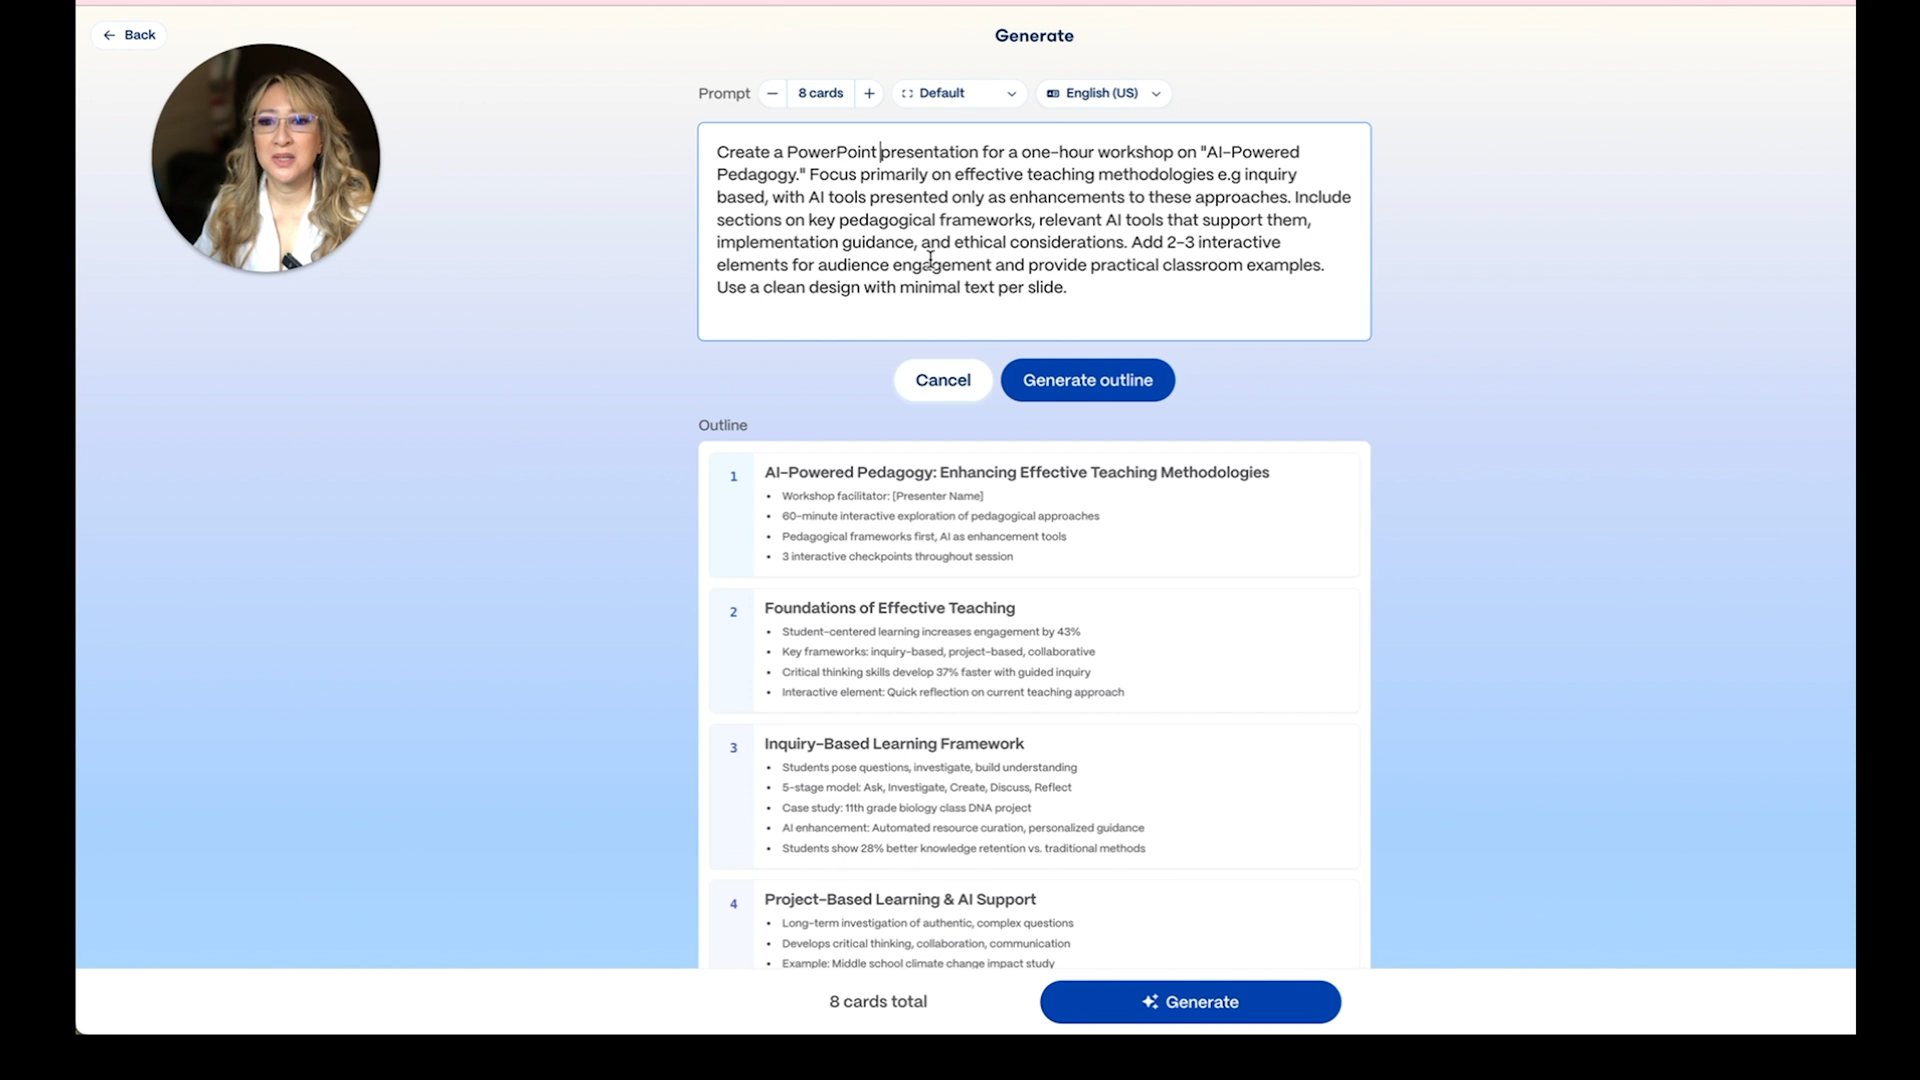 Back
Generate
Prompt
8 cards
Default
English (US)
Create a PowerPoint presentation for a one-hour workshop on "AI-Powered
Pedagogy." Focus primarily on effective teaching methodologies e.g inquiry
based, with AI tools presented only as enhancements to these approaches. Include
sections on key pedagogical frameworks, relevant AI tools that support them,
implementation guidance, and ethical considerations. Add 2-3 interactive
elements for audience engagement and provide practical classroom examples.
Use a clean design with minimal text per slide.
Cancel
Generate outline
Outline
1
AI-Powered Pedagogy: Enhancing Effective Teaching Methodologies
• Workshop facilitator: [Presenter Name]
• 60-minute interactive exploration of pedagogical approaches
• Pedagogical frameworks first, AI as enhancement tools
• 3 interactive checkpoints throughout session
2
Foundations of Effective Teaching
• Student-centered learning increases engagement by 43%
• Key frameworks: inquiry-based, project-based, collaborative
• Critical thinking skills develop 37% faster with guided inquiry
• Interactive element: Quick reflection on current teaching approach
3
Inquiry-Based Learning Framework
• Students pose questions, investigate, build understanding
• 5-stage model: Ask, Investigate, Create, Discuss, Reflect
• Case study: 11th grade biology class DNA project
• AI enhancement: Automated resource curation, personalized guidance
• Students show 28% better knowledge retention vs. traditional methods
4
Project-Based Learning & AI Support
• Long-term investigation of authentic, complex questions
• Develops critical thinking, collaboration, communication
• Example: Middle school climate change impact study
8 cards total
Generate